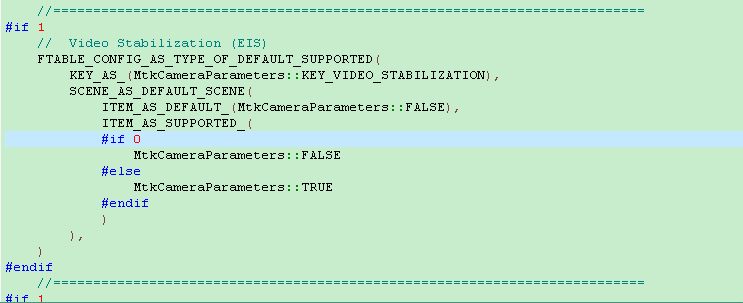 //==========================================================================
#if 1
//  Video Stabilization (EIS)
FTABLE_CONFIG_AS_TYPE_OF_DEFAULT_SUPPORTED(
KEY_AS_(MtkCameraParameters::KEY_VIDEO_STABILIZATION),
SCENE_AS_DEFAULT_SCENE(
ITEM_AS_DEFAULT_(MtkCameraParameters::FALSE),
ITEM_AS_SUPPORTED_(
#if 0
MtkCameraParameters::FALSE
#else
MtkCameraParameters::TRUE
#endif
)
),
)
#endif
//==========================================================================
#if 1